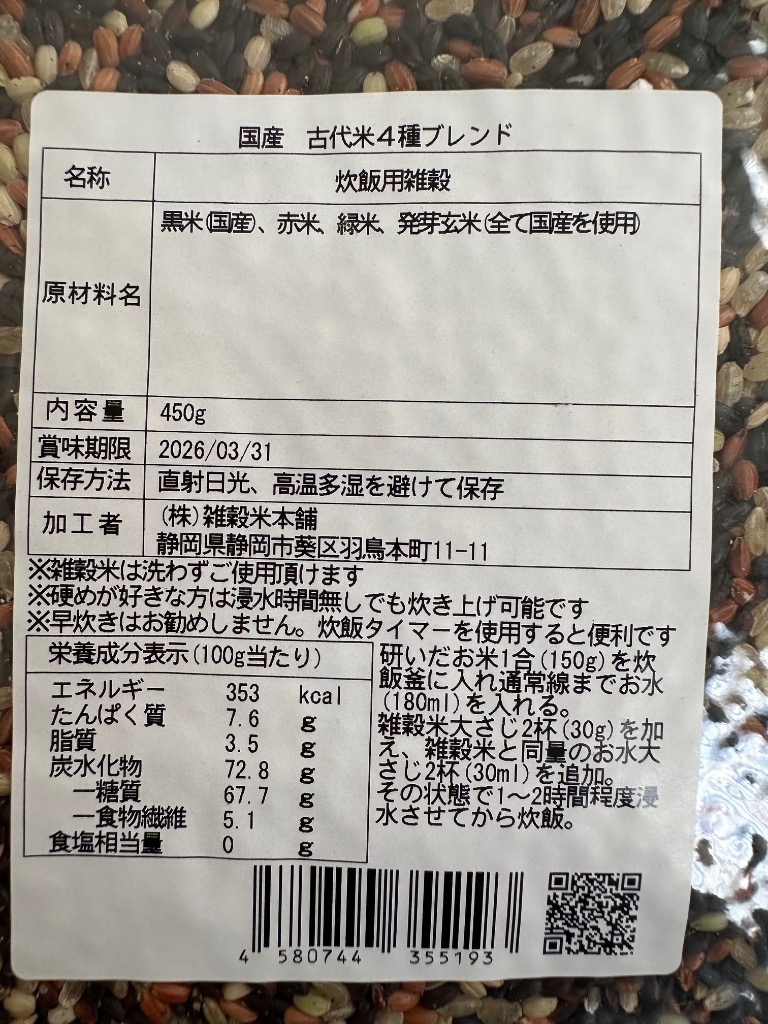 国産 古代米4種ブレンド
名称 炊飯用雑穀
原材料名 黒米(国産)、赤米、緑米、発芽玄米(全て国産を使用)
内容量 450g
賞味期限 2026/03/31
保存方法 直射日光、高温多湿を避けて保存
加工者 (株)雑穀米本舗
静岡県静岡市葵区羽鳥本町11-11
※雑穀米は洗わずご使用頂けます
※硬めが好きな方は浸水時間無しでも炊き上げ可能です
※早炊きはお勧めしません。炊飯タイマーを使用すると便利です
栄養成分表示(100g当たり)
エネルギー 353 kcal
たんぱく質 7.6 g
脂質 3.5 g
炭水化物 72.8 g
―糖質 67.7 g
―食物繊維 5.1 g
食塩相当量 0 g
研いだお米1合(150g)を炊
飯釜に入れ通常線までお水
(180ml)を入れる。
雑穀米大さじ2杯(30g)を加
え、雑穀米と同量のお水大
さじ2杯(30ml)を追加。
その状態で1～2時間程度浸
水させてから炊飯。
4 580744 355193